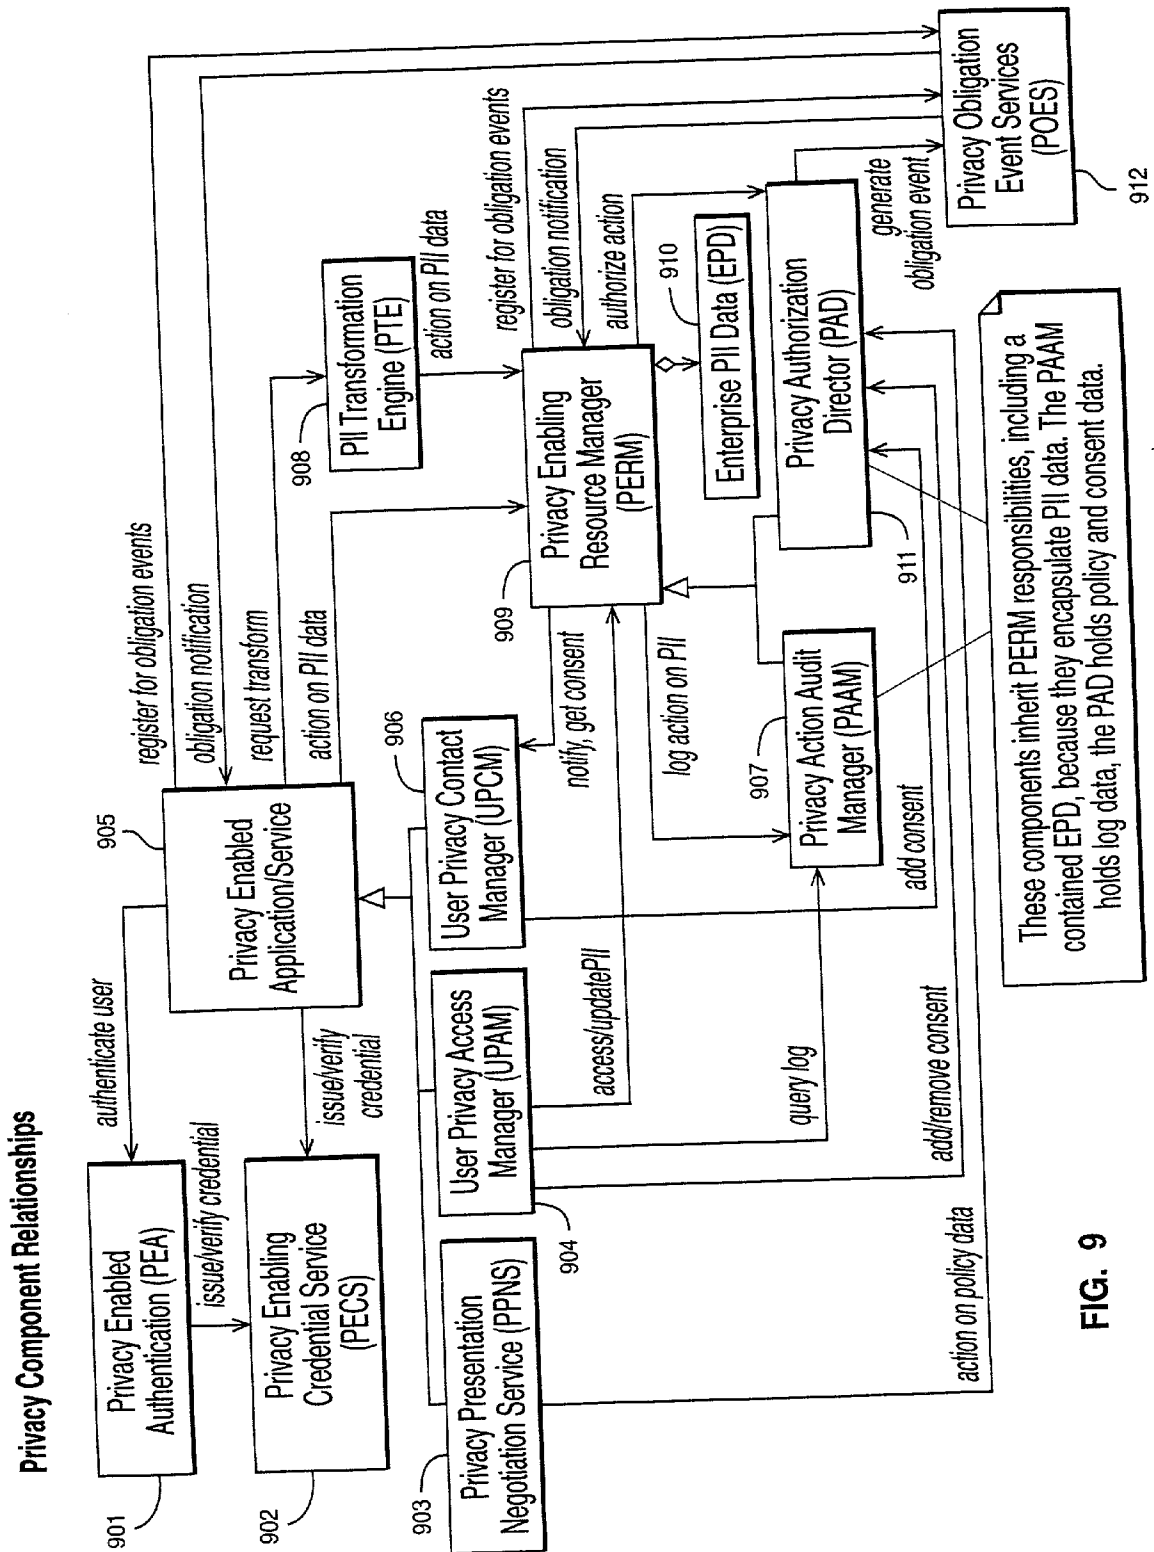 Privacy Component Relationships
901
Privacy Enabled
Authentication (PEA)
authenticate user
issue/verify credential
902
Privacy Enabling
Credential Service
(PECS)
issue/verify
credential
905
Privacy Enabled
Application/Service
register for obligation events
obligation notification
request transform
action on PII data
903
Privacy Presentation
Negotiation Service (PPNS)
904
User Privacy Access
Manager (UPAM)
906
User Privacy Contact
Manager (UPCM)
908
PII Transformation
Engine (PTE)
action on PII data
909
Privacy Enabling
Resource Manager
(PERM)
notify, get consent
access/updatePII
log action on PII
register for obligation events
obligation notification
authorize action
910
Enterprise PII Data (EPD)
907
Privacy Action Audit
Manager (PAAM)
911
Privacy Authorization
Director (PAD)
query log
add consent
add/remove consent
action on policy data
generate
obligation event
Privacy Obligation
Event Services
(POES)
912
These components inherit PERM responsibilities, including a
contained EPD, because they encapsulate PII data. The PAAM
holds log data, the PAD holds policy and consent data.
FIG. 9